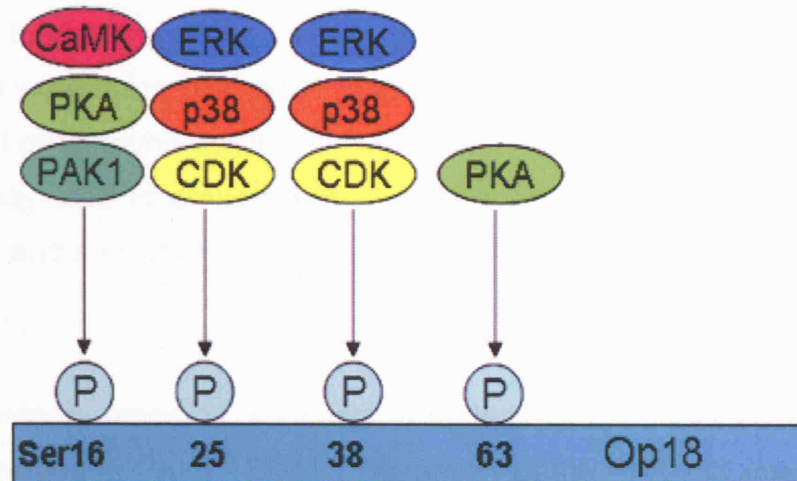 CaMK ERK ERK
PKA p38 p38
PAK1 CDK CDK PKA
P P P P
Ser16 25 38 63 Op18